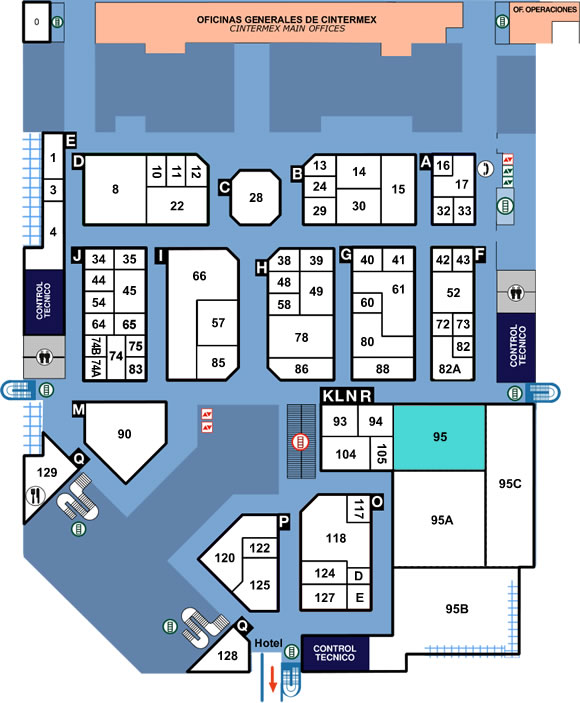 0
OFICINAS GENERALES DE CINTERMEX
CINTERMEX MAIN OFFICES
OF. OPERACIONES
E
1
3
4
D
8
10
11
12
22
C
28
B
13
14
15
24
29
30
A
16
17
32
33
J
34
35
44
45
54
64
65
74B
74A
74
75
83
I
66
57
85
H
38
39
48
49
58
78
86
G
40
41
61
60
80
88
F
42
43
52
72
73
82
82A
CONTROL
TECNICO
CONTROL
TECNICO
M
90
Q
129
K L N R
93
94
104
105
95
95A
95C
95B
P
120
122
125
O
117
118
124
D
127
E
Q
128
Hotel
CONTROL
TECNICO